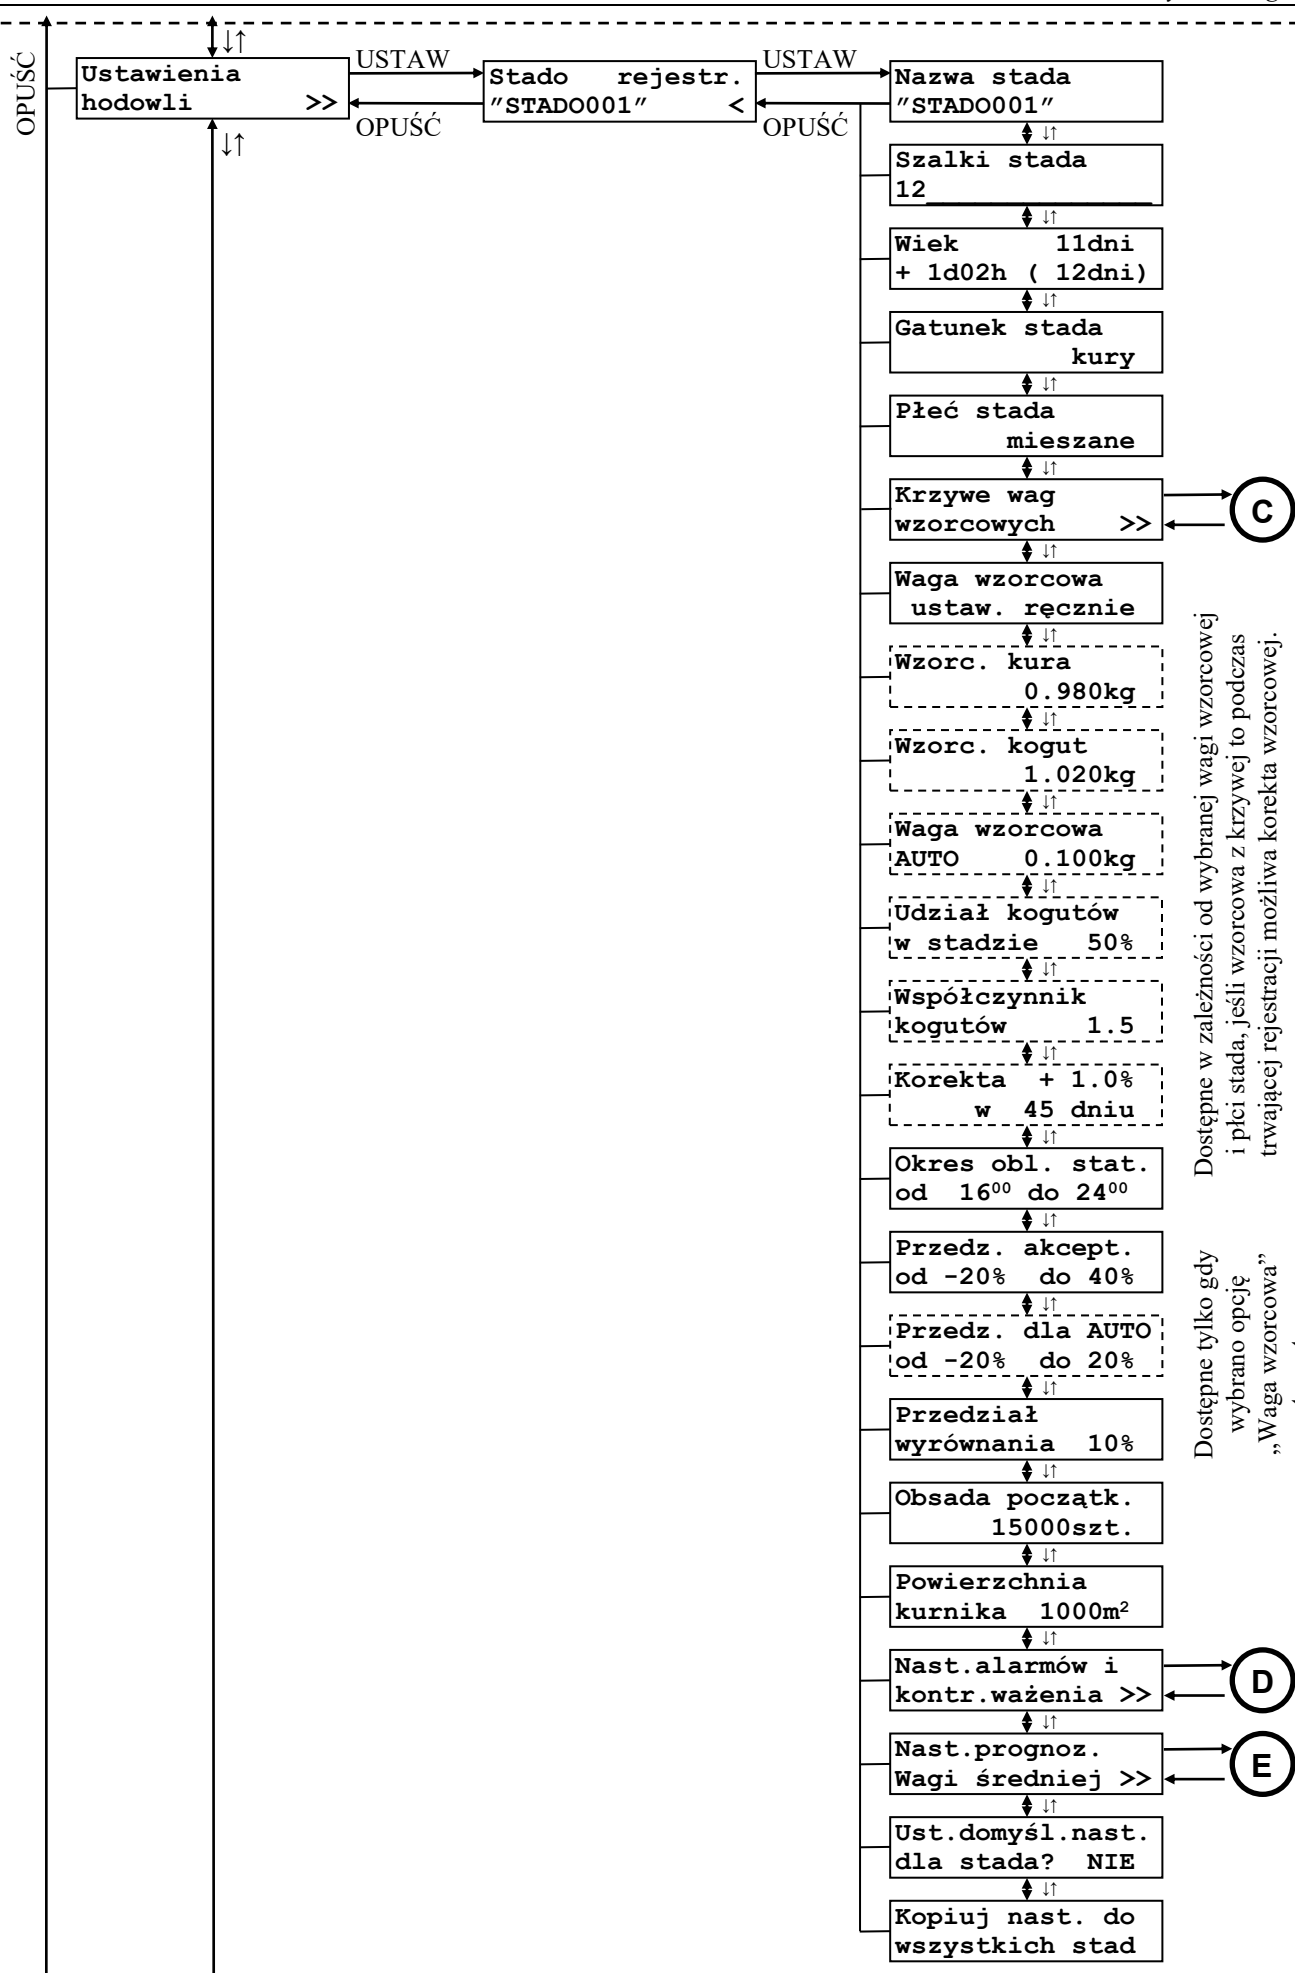 OPUŚĆ
↓↑
Ustawienia
hodowli >>
USTAW
OPUŚĆ
↓↑
Stado rejestr.
"STADO001" <
USTAW
OPUŚĆ
Nazwa stada
"STADO001"
↓↑
Szalki stada
12______________
↓↑
Wiek 11dni
+ 1d02h ( 12dni)
↓↑
Gatunek stada
kury
↓↑
Płeć stada
mieszane
↓↑
Krzywe wag
wzorcowych >>
C
↓↑
Waga wzorcowa
ustaw. ręcznie
↓↑
Wzorc. kura
0.980kg
↓↑
Wzorc. kogut
1.020kg
↓↑
Waga wzorcowa
AUTO 0.100kg
↓↑
Udział kogutów
w stadzie 50%
↓↑
Współczynnik
kogutów 1.5
↓↑
Korekta + 1.0%
w 45 dniu
↓↑
Dostępne w zależności od wybranej wagi wzorcowej
i płci stada, jeśli wzorcowa z krzywej to podczas
trwającej rejestracji możliwa korekta wzorcowej.
Okres obl. stat.
od 16⁰⁰ do 24⁰⁰
↓↑
Przedz. akcept.
od -20% do 40%
↓↑
Przedz. dla AUTO
od -20% do 20%
↓↑
Dostępne tylko gdy
wybrano opcję
„Waga wzorcowa”
Przedział
wyrównania 10%
↓↑
Obsada początk.
15000szt.
↓↑
Powierzchnia
kurnika 1000m²
↓↑
Nast.alarmów i
kontr.ważenia >>
D
↓↑
Nast.prognoz.
Wagi średniej >>
E
↓↑
Ust.domyśl.nast.
dla stada? NIE
↓↑
Kopiuj nast. do
wszystkich stad